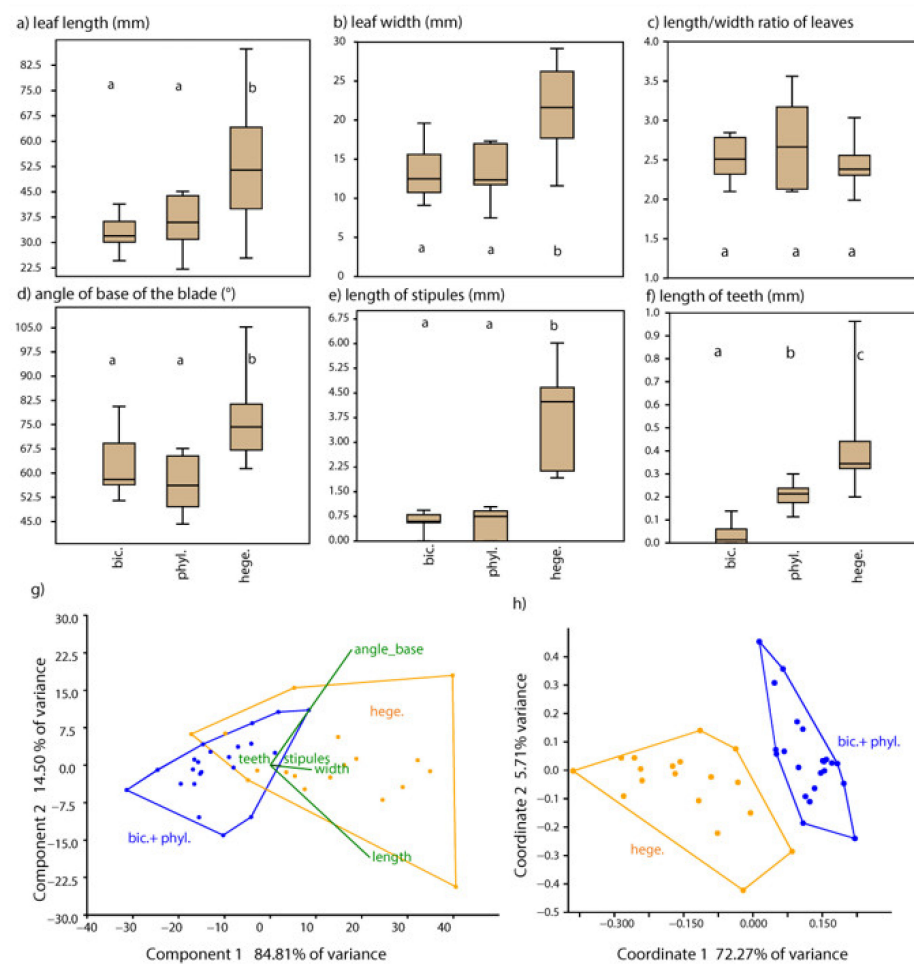 a) leaf length (mm)
82.5
75.0
67.5
60.0
52.5
45.0
37.5
30.0
22.5
a
a
b
b) leaf width (mm)
30
25
20
15
10
5
0
a
a
b
c) length/width ratio of leaves
4.0
3.5
3.0
2.5
2.0
1.5
1.0
a
a
a
d) angle of base of the blade (°)
105.0
97.5
90.0
82.5
75.0
67.5
60.0
52.5
45.0
a
a
b
bic.
phyl.
hege.
e) length of stipules (mm)
6.75
6.00
5.25
4.50
3.75
3.00
2.25
1.50
0.75
0.00
a
a
b
bic.
phyl.
hege.
f) length of teeth (mm)
1.0
0.9
0.8
0.7
0.6
0.5
0.4
0.3
0.2
0.1
0.0
a
b
c
bic.
phyl.
hege.
g)
30.0
22.5
15.0
7.5
0.0
−7.5
−15.0
−22.5
−30.0
Component 2 14.50 % of variance
angle_base
hege.
teeth
stipules
width
bic.+ phyl.
length
−40 −30 −20 −10 0 10 20 30 40
Component 1 84.81% of variance
h)
0.4
0.3
0.2
0.1
0.0
−0.1
−0.2
−0.3
−0.4
−0.5
Coordinate 2 5.71% variance
bic.+ phyl.
hege.
−0.300 −0.150 0.000 0.150
Coordinate 1 72.27% of variance